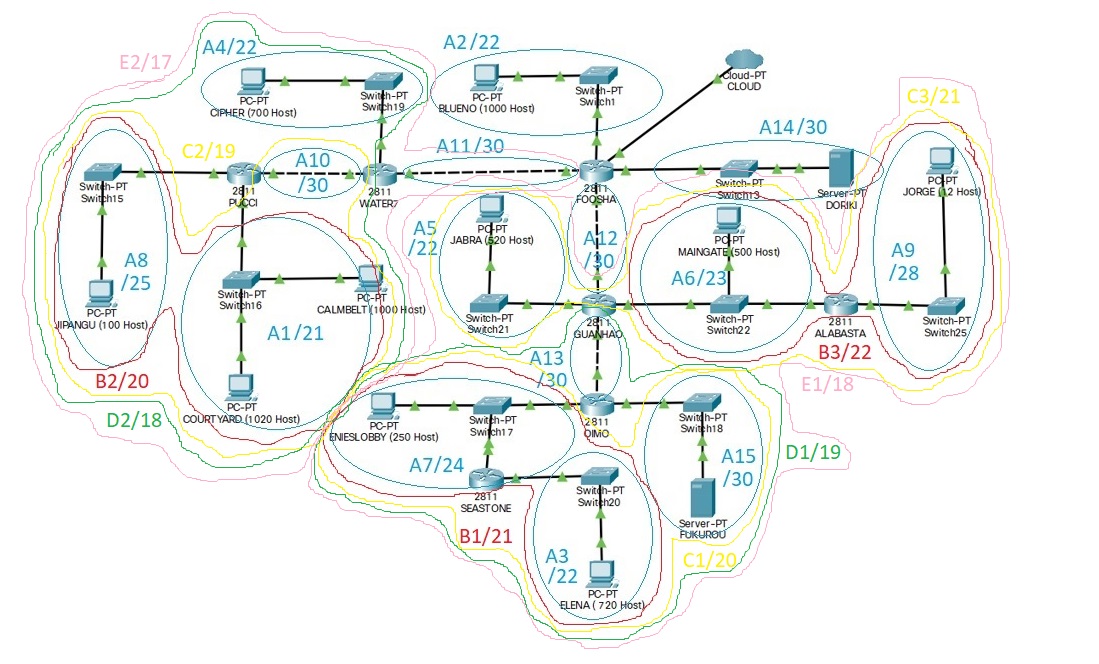 E2/17
A4/22
PC-PT
CIPHER (700 Host)
Switch-PT
Switch19
A2/22
PC-PT
BLUENO (1000 Host)
Switch-PT
Switch1
Cloud-PT
CLOUD
C3/21
C2/19
A10
/30
A11/30
A14/30
Switch-PT
Switch15
2811
PUCCI
2811
WATER7
2811
FOOSHA
Switch-PT
Switch13
Server-PT
DORIKI
PC-PT
JORGE (12 Host)
A5
/22
PC-PT
JABRA (520 Host)
A12
/30
PC-PT
MAINGATE (500 Host)
A8
/25
PC-PT
JIPANGU (100 Host)
Switch-PT
Switch16
PC-PT
CALMBELT (1000 Host)
A1/21
Switch-PT
Switch21
2811
GUANHAO
A6/23
Switch-PT
Switch22
2811
ALABASTA
A9
/28
Switch-PT
Switch25
B3/22
E1/18
B2/20
D2/18
PC-PT
COURTYARD (1020 Host)
A13
/30
PC-PT
ENIESLOBBY (250 Host)
Switch-PT
Switch17
2811
OIMO
Switch-PT
Switch18
D1/19
A7/24
2811
SEASTONE
Switch-PT
Switch20
A15
/30
Server-PT
FUKUROU
B1/21
C1/20
A3
/22
PC-PT
ELENA ( 720 Host)